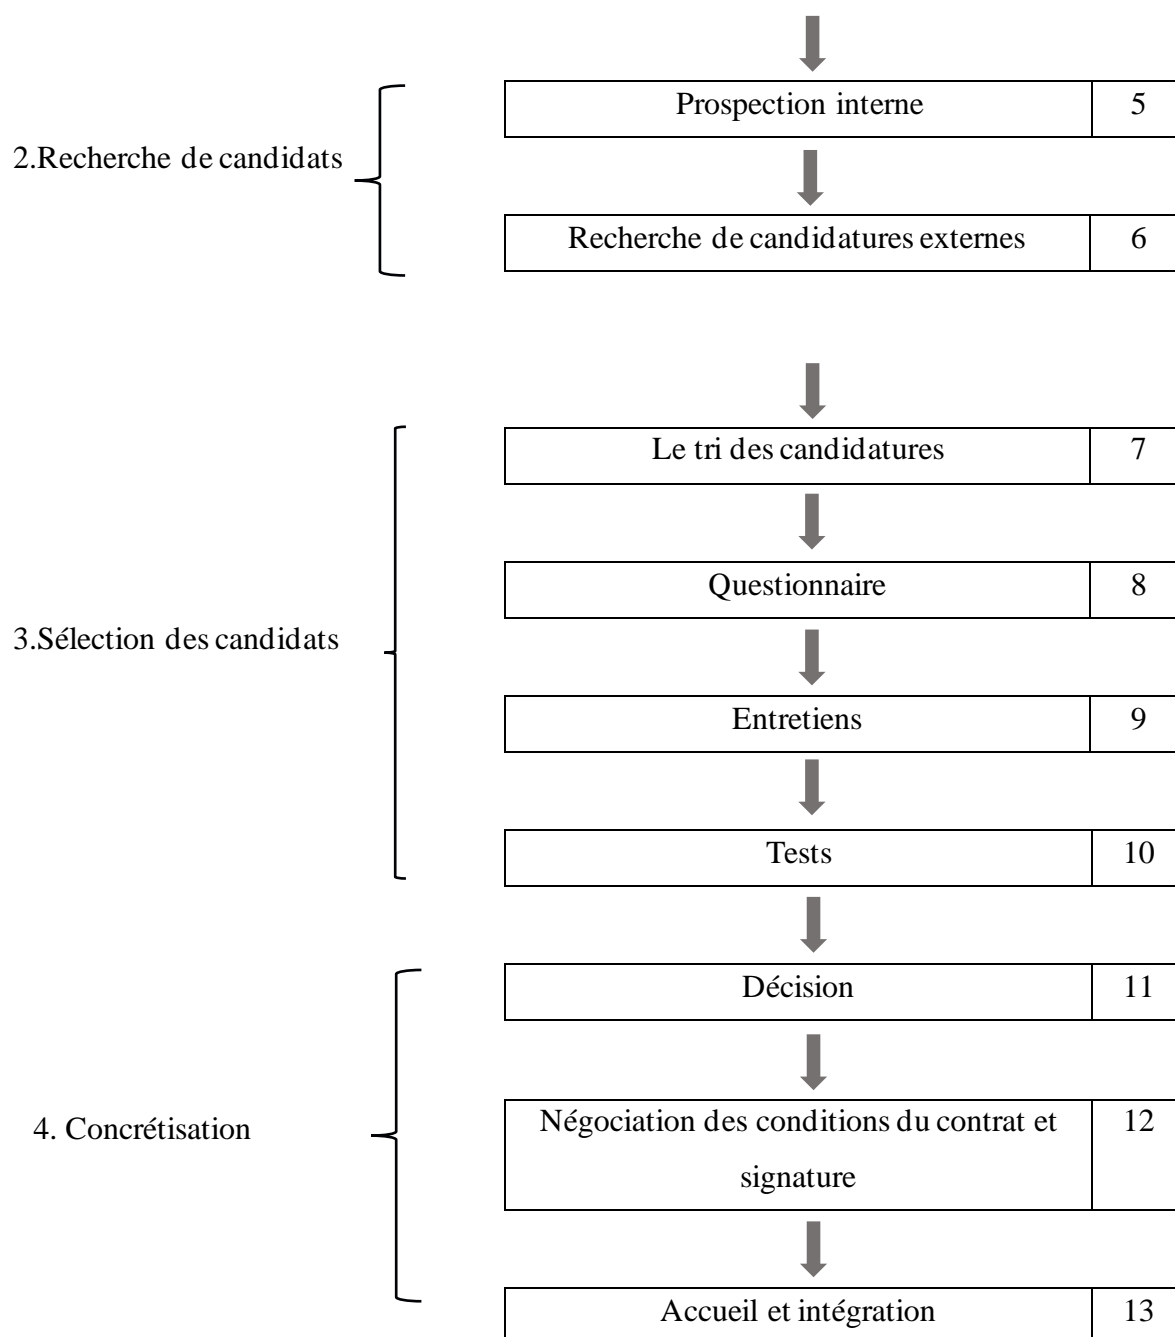 Prospection interne 5
2.Recherche de candidats
Recherche de candidatures externes 6
Le tri des candidatures 7
Questionnaire 8
3.Sélection des candidats
Entretiens 9
Tests 10
Décision 11
4. Concrétisation
Négociation des conditions du contrat et 12
signature
Accueil et intégration 13